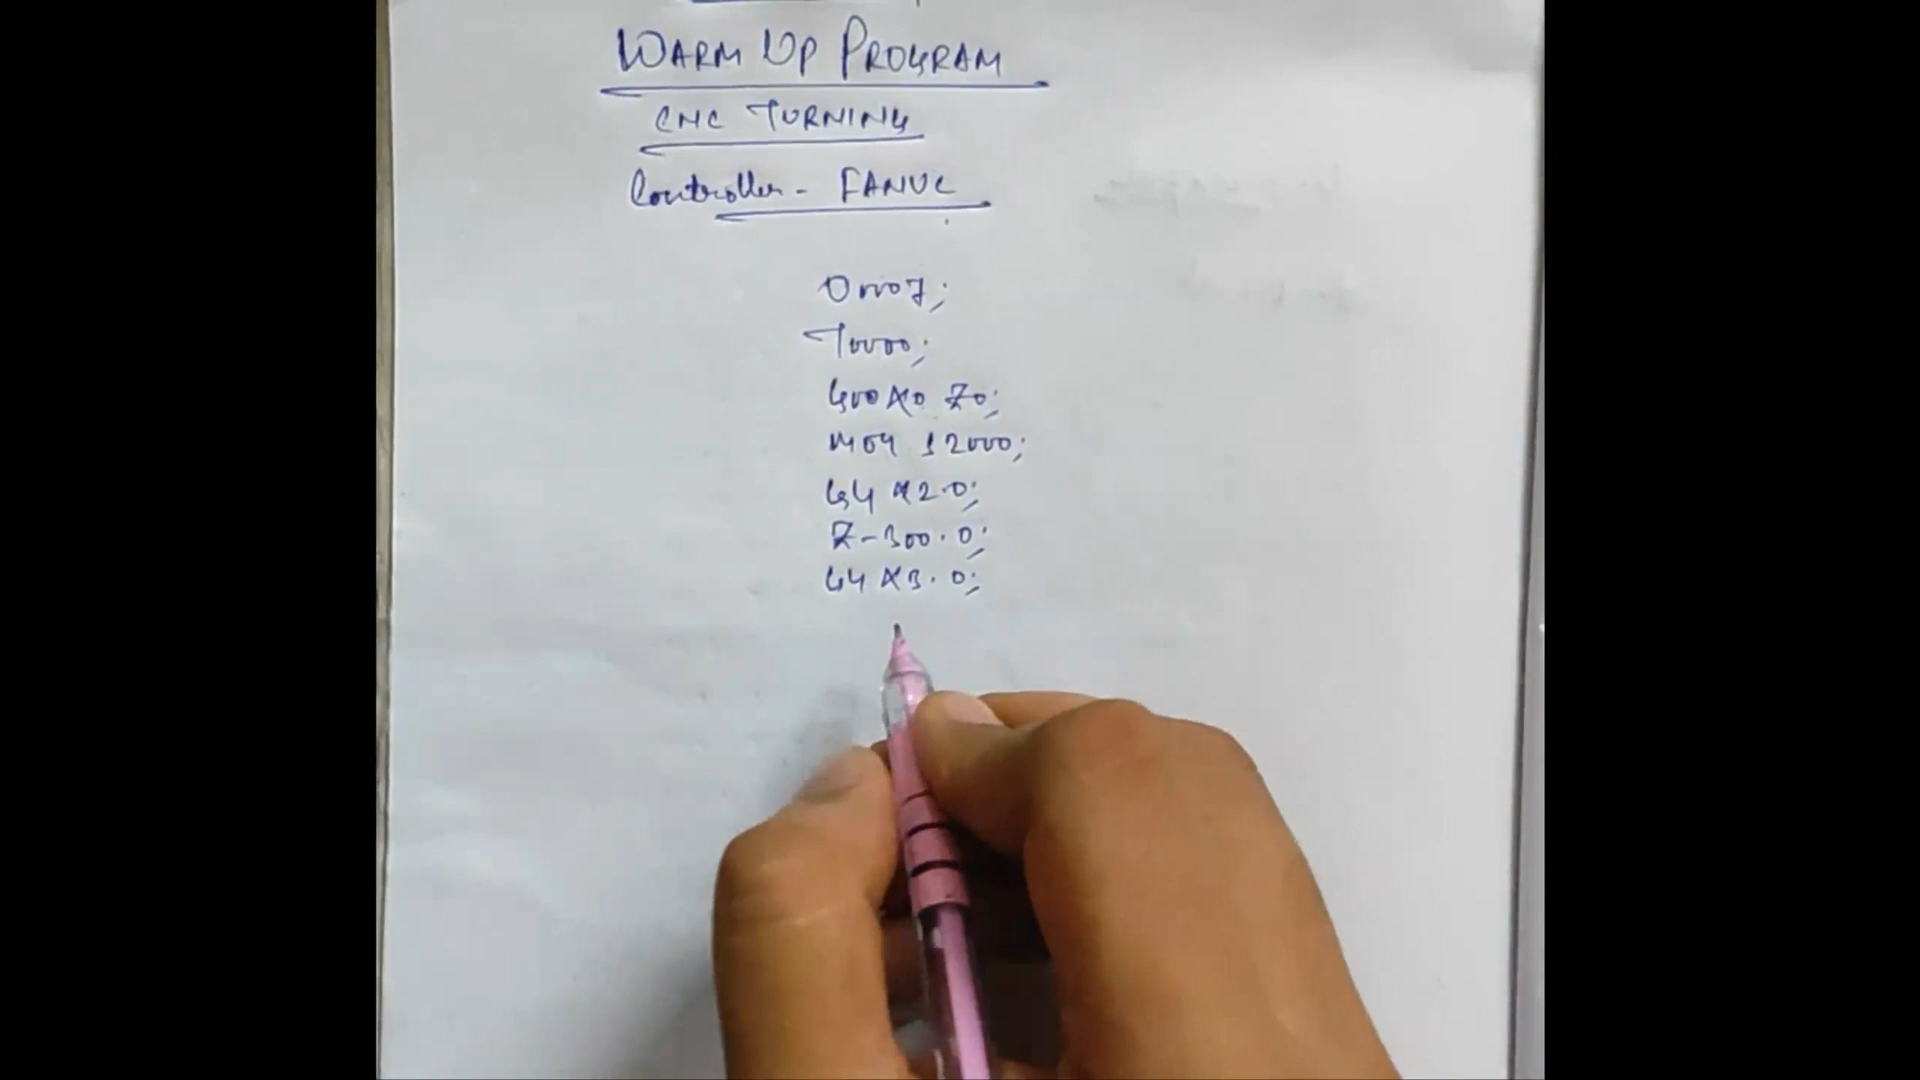 WARM UP PROGRAM
CNC TURNING
Controller - FANUC
O0007;
T0000;
G00 X0 Z0;
M04 S2000;
G4 X2.0;
Z-300.0;
G4 X3.0;